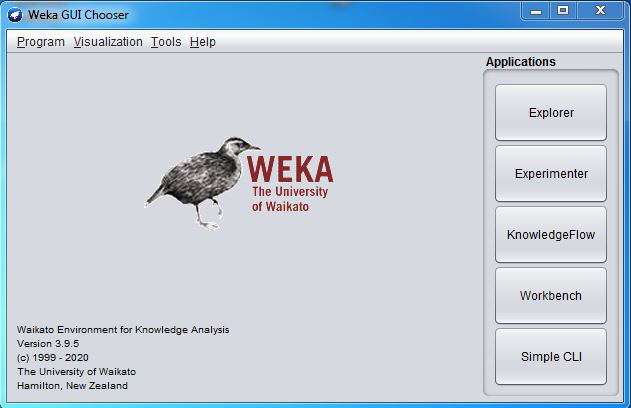 Weka GUI Chooser
Program Visualization Tools Help
Applications
Explorer
Experimenter
KnowledgeFlow
Workbench
Simple CLI
WEKA
The University
of Waikato
Waikato Environment for Knowledge Analysis
Version 3.9.5
(c) 1999 - 2020
The University of Waikato
Hamilton, New Zealand